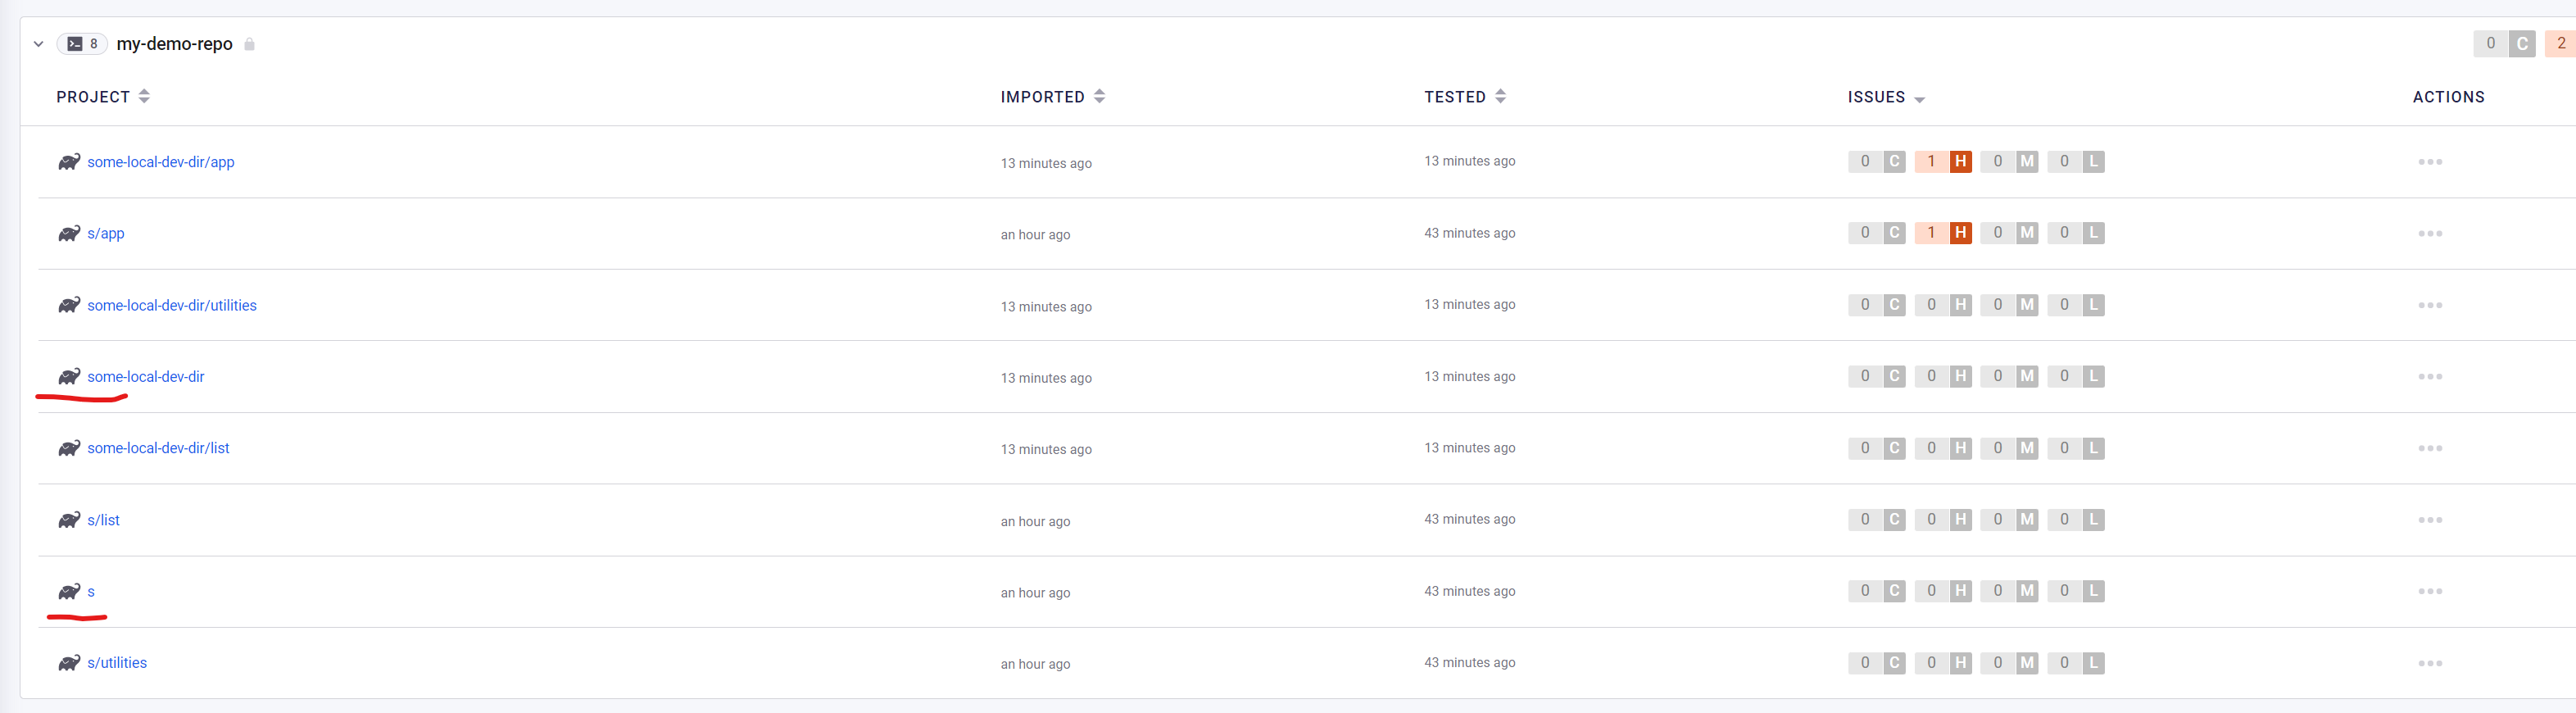 8 my-demo-repo 0 C 2
PROJECT IMPORTED TESTED ISSUES ACTIONS
some-local-dev-dir/app 13 minutes ago 13 minutes ago 0 C 1 H 0 M 0 L
s/app an hour ago 43 minutes ago 0 C 1 H 0 M 0 L
some-local-dev-dir/utilities 13 minutes ago 13 minutes ago 0 C 0 H 0 M 0 L
some-local-dev-dir 13 minutes ago 13 minutes ago 0 C 0 H 0 M 0 L
some-local-dev-dir/list 13 minutes ago 13 minutes ago 0 C 0 H 0 M 0 L
s/list an hour ago 43 minutes ago 0 C 0 H 0 M 0 L
s an hour ago 43 minutes ago 0 C 0 H 0 M 0 L
s/utilities an hour ago 43 minutes ago 0 C 0 H 0 M 0 L